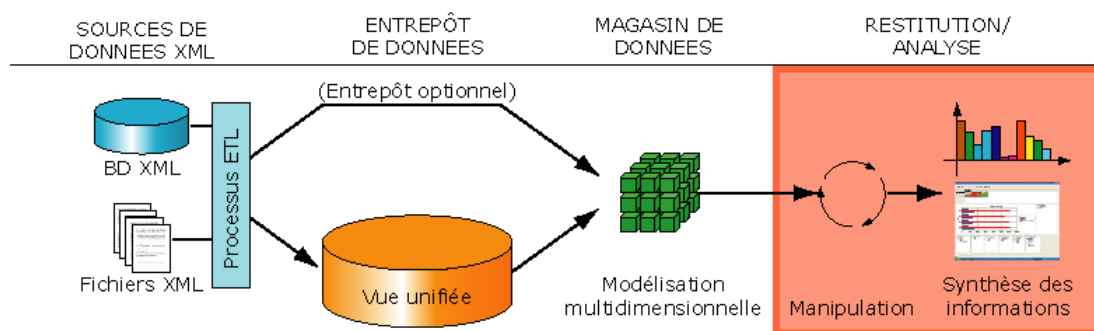 SOURCES DE
DONNEES XML
ENTREPÔT
DE DONNEES
MAGASIN DE
DONNEES
RESTITUTION/
ANALYSE
(Entrepôt optionnel)
BD XML
Processus ETL
Fichiers XML
Vue unifiée
Modélisation
multidimensionnelle
Manipulation
Synthèse des
informations